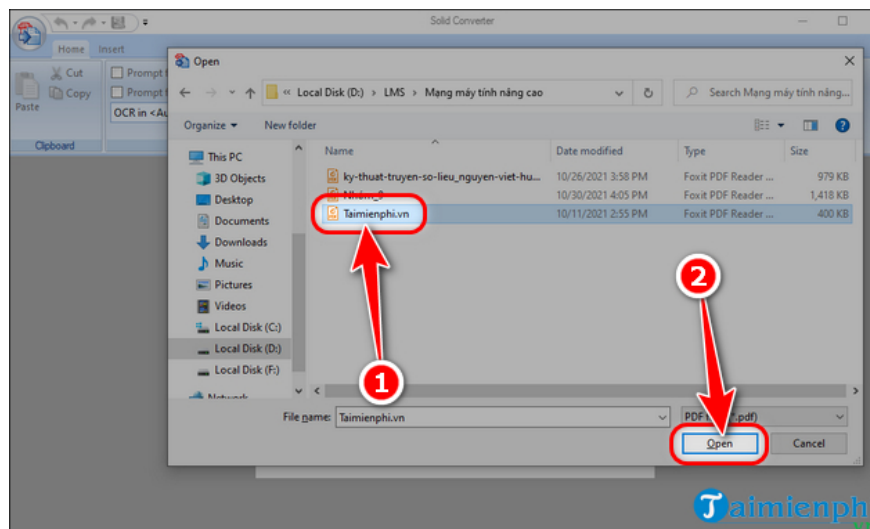 Solid Converter
Home Insert
Cut
Copy
Paste
Prompt
Prompt
OCR in <Au
Clipboard
Open
« Local Disk (D:) > LMS > Mạng máy tính nâng cao
Search Mạng máy tính nâng...
Organize New folder
Name Date modified Type Size
This PC
3D Objects
Desktop
Documents
Downloads
Music
Pictures
Videos
Local Disk (C:)
Local Disk (D:)
Local Disk (F:)
Network
ky-thuat-truyen-so-lieu_nguyen-viet-hu... 10/26/2021 3:58 PM Foxit PDF Reader ... 979 KB
10/30/2021 4:05 PM Foxit PDF Reader ... 1,418 KB
Taimienphi.vn 10/11/2021 2:55 PM Foxit PDF Reader ... 400 KB
1
2
File name: Taimienphi.vn
.pdf)
Open Cancel
Taimienph